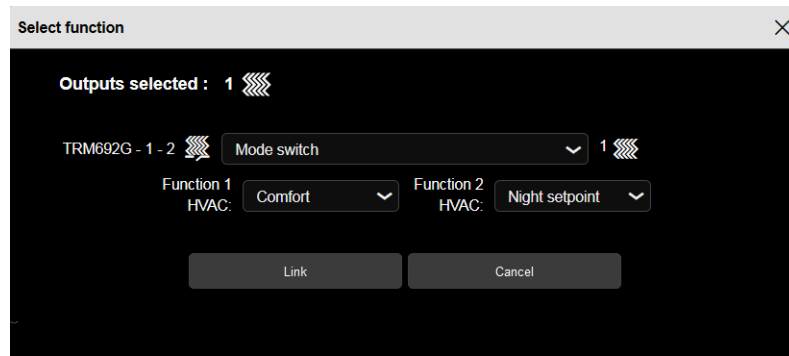 Select function
Outputs selected : 1
TRM692G - 1 - 2 Mode switch 1
Function 1 HVAC: Comfort Function 2 HVAC: Night setpoint
Link Cancel